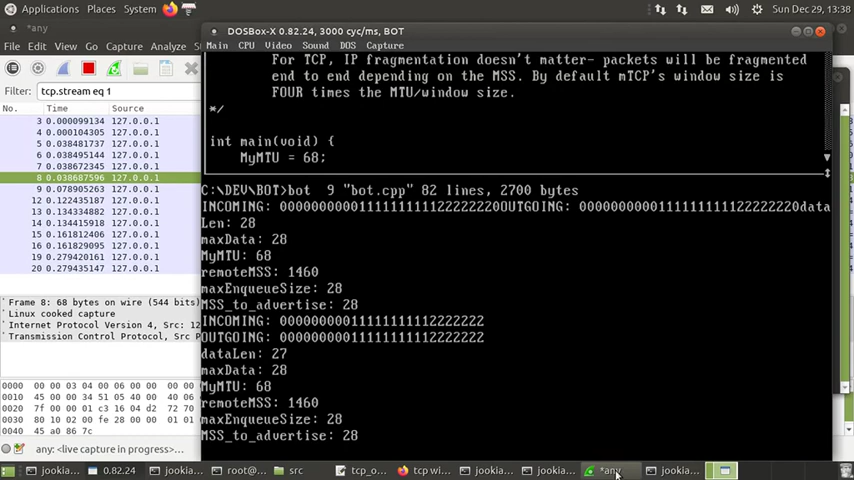 Applications Places System Sun Dec 29, 13:38
*any
DOSBox-X 0.82.24, 3000 cyc/ms, BOT
File Edit View Go Capture Analyze
Main CPU Video Sound DOS Capture
For TCP, IP fragmentation doesn't matter- packets will be fragmented
end to end depending on the MSS. By default mTCP's window size is
FOUR times the MTU/window size.
*/
int main(void) {
MyMTU = 68;
Filter: tcp.stream eq 1
No. Time Source
3 0.000099134 127.0.0.1
4 0.000104305 127.0.0.1
5 0.038481737 127.0.0.1
6 0.038495144 127.0.0.1
7 0.038672345 127.0.0.1
8 0.038687596 127.0.0.1
9 0.078905263 127.0.0.1
12 0.122435187 127.0.0.1
13 0.134334882 127.0.0.1
14 0.134415918 127.0.0.1
15 0.161812406 127.0.0.1
16 0.161829095 127.0.0.1
19 0.279420161 127.0.0.1
20 0.279435147 127.0.0.1
C:\DEV\BOT>bot 9 "bot.cpp" 82 lines, 2700 bytes
INCOMING: 0000000000111111111122222220OUTGOING: 0000000000111111111122222220data
Len: 28
maxData: 28
MyMTU: 68
remoteMSS: 1460
maxEnqueueSize: 28
MSS_to_advertise: 28
INCOMING: 000000000011111111112222222
OUTGOING: 000000000011111111112222222
dataLen: 27
maxData: 28
MyMTU: 68
remoteMSS: 1460
maxEnqueueSize: 28
MSS_to_advertise: 28
Frame 8: 68 bytes on wire (544 bits)
Linux cooked capture
Internet Protocol Version 4, Src: 12
Transmission Control Protocol, Src P
0000 00 00 03 04 00 06 00 00 00 00
0010 45 00 00 34 51 05 40 00 40 06
0020 7f 00 00 01 c3 16 04 d2 72 70
0030 80 10 02 00 fe 28 00 00 01 01
0040 45 a0 86 7c
any: <live capture in progress>...
jookia... 0.82.24 jookia... root@... src tcp_o... tcp wi... jookia... jookia... *any jookia...